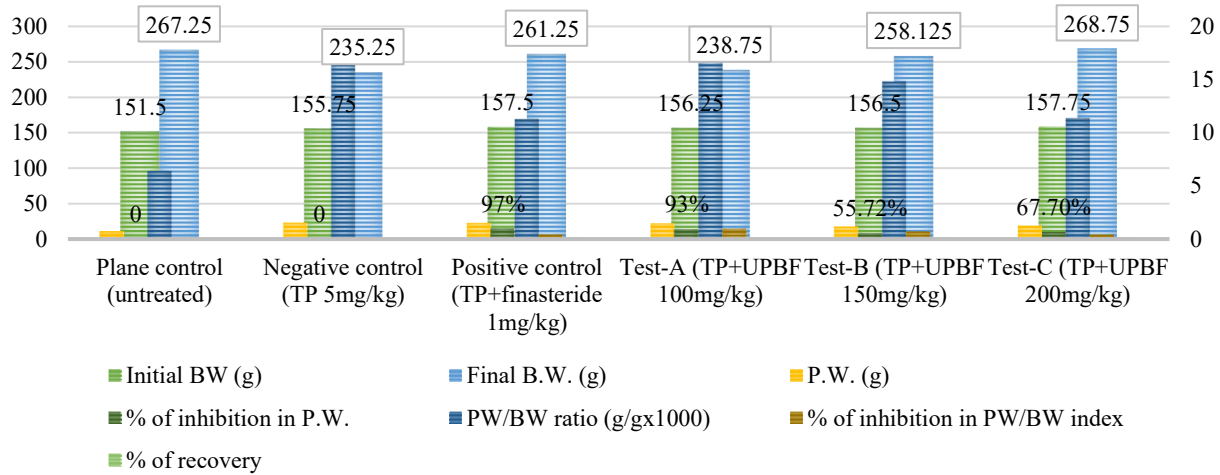 300
250
200
150
100
50
0
20
15
10
5
0
267.25
235.25
261.25
238.75
258.125
268.75
151.5
155.75
157.5
156.25
156.5
157.75
0
0
97%
93%
55.72%
67.70%
Plane control
(untreated)
Negative control
(TP 5mg/kg)
Positive control
(TP+finasteride
1mg/kg)
Test-A (TP+UPBF
100mg/kg)
Test-B (TP+UPBF
150mg/kg)
Test-C (TP+UPBF
200mg/kg)
Initial BW (g)
Final B.W. (g)
P.W. (g)
% of inhibition in P.W.
PW/BW ratio (g/gx1000)
% of inhibition in PW/BW index
% of recovery